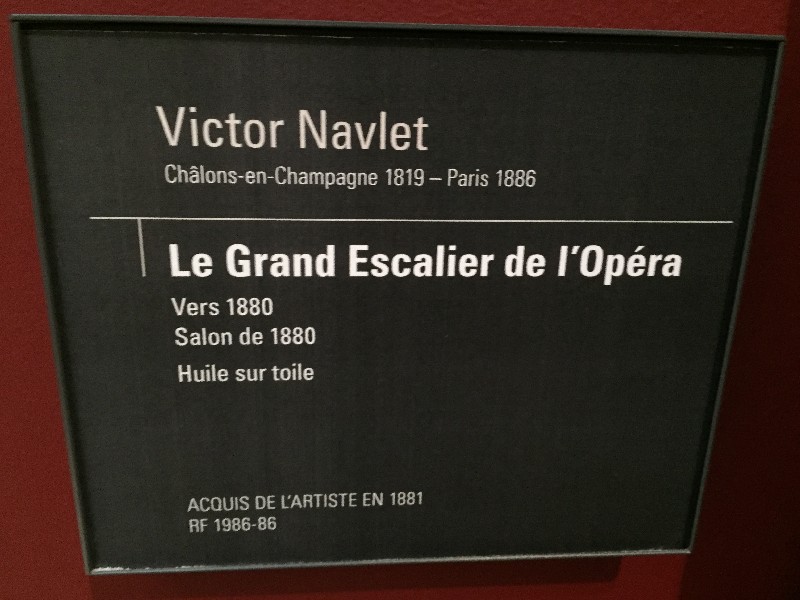 Victor Navlet
Châlons-en-Champagne 1819 – Paris 1886
Le Grand Escalier de l'Opéra
Vers 1880
Salon de 1880
Huile sur toile
ACQUIS DE L'ARTISTE EN 1881
RF 1986-86